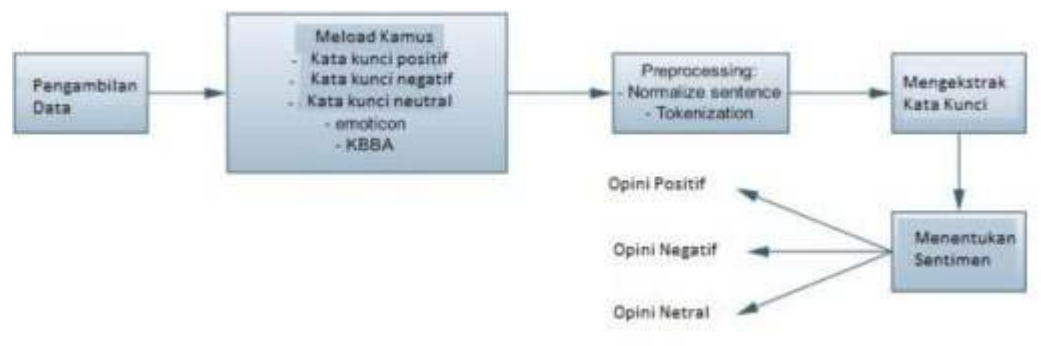 Pengambilan
Data
Meload Kamus
- Kata kunci positif
- Kata kunci negatif
- Kata kunci neutral
- emoticon
- KBBA
Preprocessing:
- Normalize sentence
- Tokenization
Mengekstrak
Kata Kunci
Menentukan
Sentimen
Opini Positif
Opini Negatif
Opini Netral